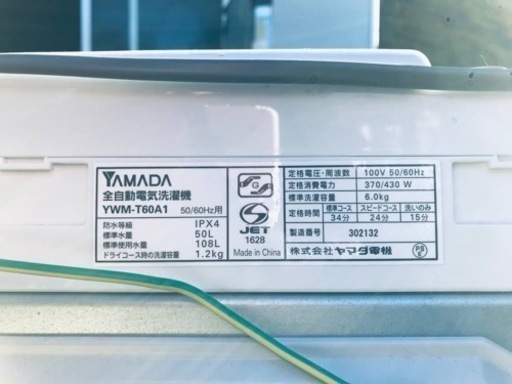 YAMADA
全自動電気洗濯機
YWM-T60A1 50/60Hz用
防水等級 IPX4
標準水量 50L
標準使用水量 108L
ドライコース時の洗濯容量 1.2kg
JET
1628
Made in China
定格電圧・周波数 100V 50/60Hz
定格消費電力 370/430 W
定格容量 6.0kg
定格時間 標準コース スピードコース 洗いのみ
34分 24分 15分
製造番号 302132
株式会社ヤマダ電機
PSE